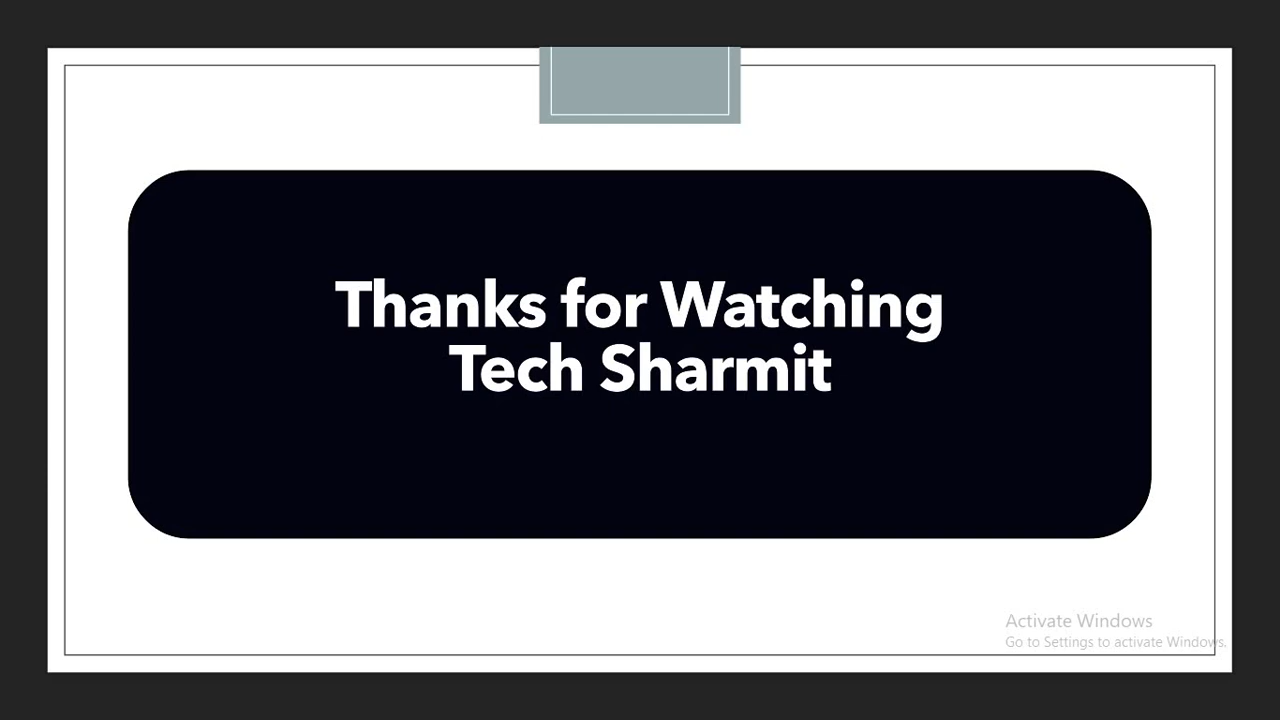 Thanks for Watching
Tech Sharmit
Activate Windows
Go to Settings to activate Windows.